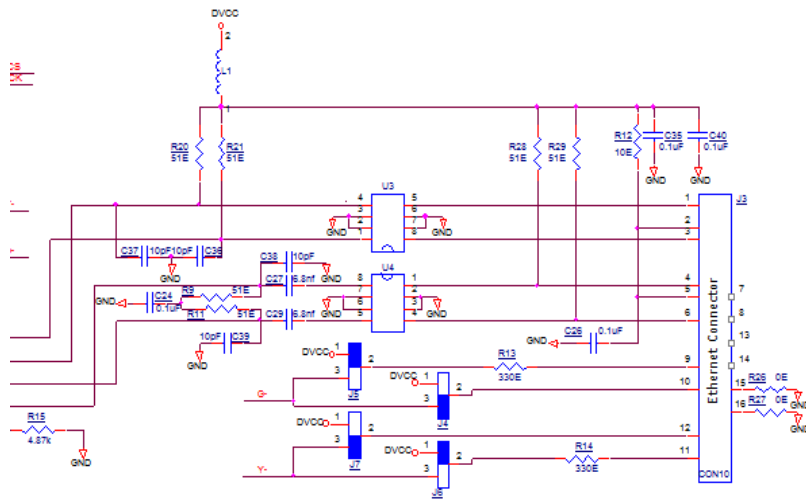 DVCC
2
L1
1
R20
51E
R21
51E
R28
51E
R29
51E
R12
10E
C35
0.1uF
C40
0.1uF
GND
GND
U3
4 5
3 6
2 7
1 8
GND
GND
J3
1
2
3
C37
10pF
10pF
C36
GND
C38
10pF
GND
C27
6.8nf
U4
8 1
7 2
6 3
5 4
GND
GND
4
5
6
GND
C24
0.1uF
R9
51E
R11
51E
C29
6.8nf
10pF
C39
GND
GND
C26
0.1uF
Ethernet Connector
7
8
13
14
DVCC
1
2
3
J5
R13
330E
9
DVCC
1
2
3
J4
10
G-
15
R26
0E
GND
16
R27
0E
GND
R15
4.87k
GND
DVCC
1
2
3
J7
12
DVCC
1
2
3
J6
R14
330E
11
Y-
CON10